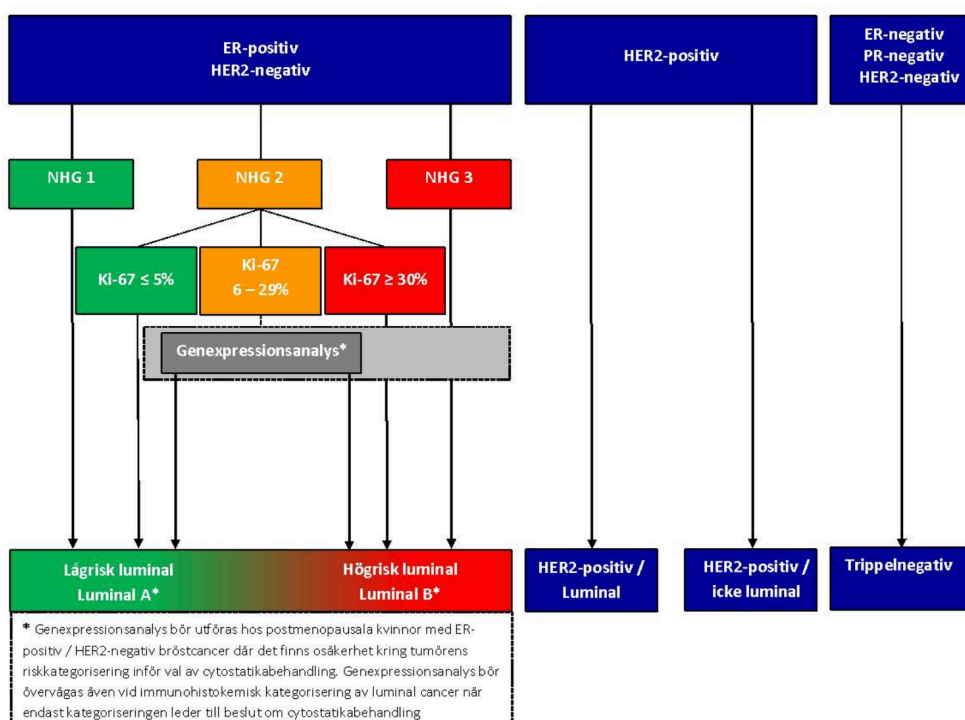 ER-positiv
HER2-negativ
HER2-positiv
ER-negativ
PR-negativ
HER2-negativ
NHG 1
NHG 2
NHG 3
Ki-67 ≤ 5%
Ki-67
6 – 29%
Ki-67 ≥ 30%
Genexpressionsanalys*
Lågrisk luminal
Luminal A*
Högrisk luminal
Luminal B*
HER2-positiv /
Luminal
HER2-positiv /
icke luminal
Trippelnegativ
* Genexpressionsanalys bör utföras hos postmenopausala kvinnor med ER-
positiv / HER2-negativ bröstcancer där det finns osäkerhet kring tumörens
riskkategorisering inför val av cytostatikabehandling. Genexpressionsanalys bör
övervägas även vid immunohistokemisk kategorisering av luminal cancer när
endast kategoriseringen leder till beslut om cytostatikabehandling